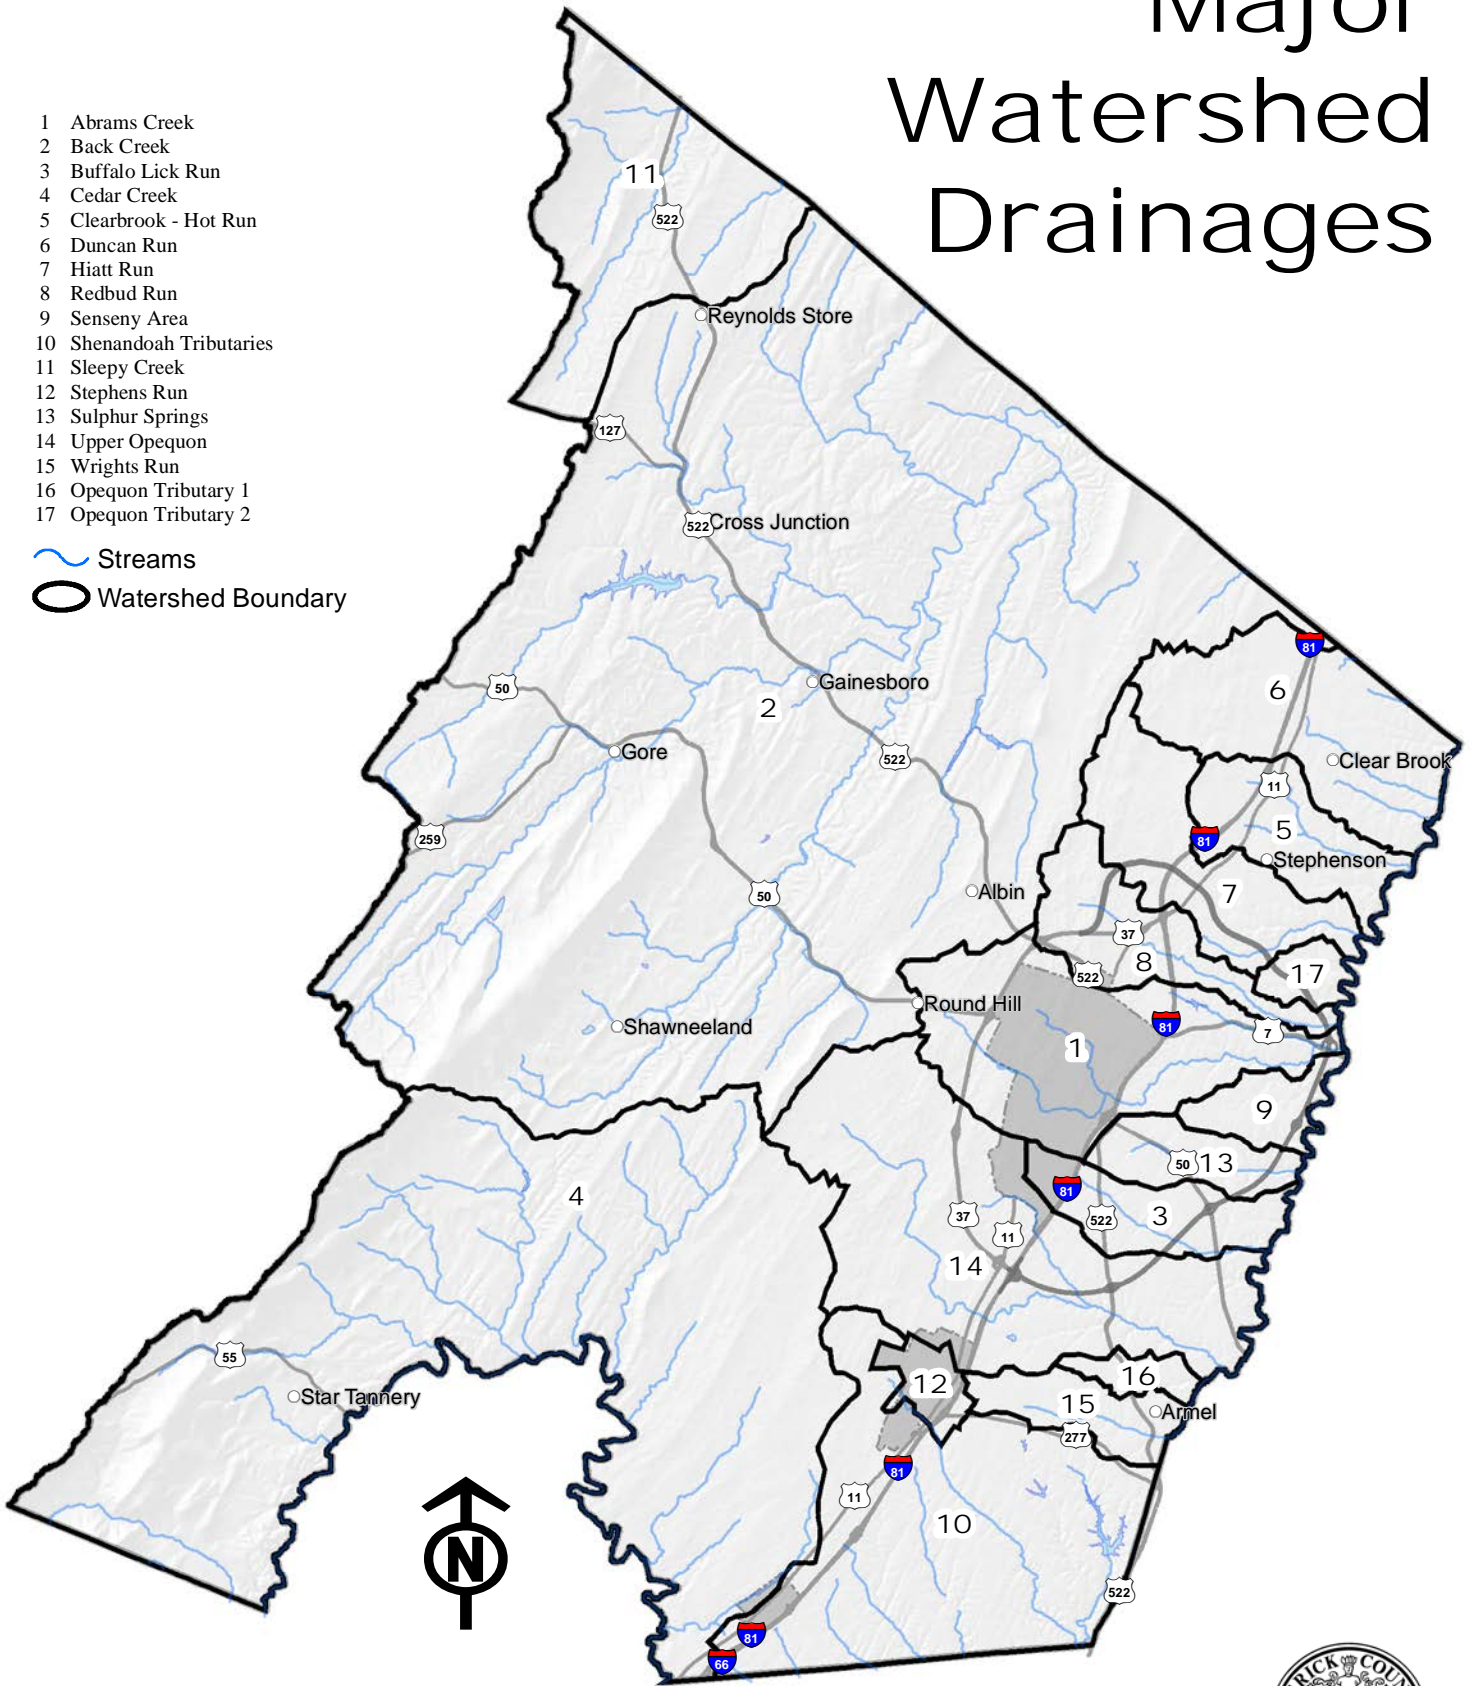 Major
Watershed
Drainages
1 Abrams Creek
2 Back Creek
3 Buffalo Lick Run
4 Cedar Creek
5 Clearbrook - Hot Run
6 Duncan Run
7 Hiatt Run
8 Redbud Run
9 Senseny Area
10 Shenandoah Tributaries
11 Sleepy Creek
12 Stephens Run
13 Sulphur Springs
14 Upper Opequon
15 Wrights Run
16 Opequon Tributary 1
17 Opequon Tributary 2
Streams
Watershed Boundary
11
522
Reynolds Store
127
522
Cross Junction
81
50
Gainesboro
6
2
Gore
522
Clear Brook
11
259
81
5
Stephenson
50
Albin
7
37
8
522
17
Round Hill
81
7
Shawneeland
1
9
50
13
4
81
37
522
3
11
14
55
16
12
Star Tannery
15
Armel
277
81
11
10
N
522
81
66
RICK COUN